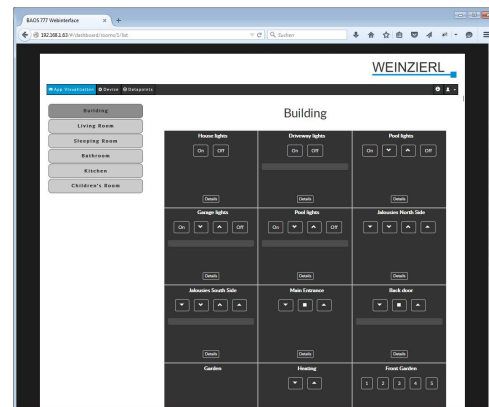 BAOS 777 Webinterface
192.168.1.63/#/dashboard/rooms/1/list
Suchen
WEINZIERL
App Visualization Device Datapoints
Building
Living Room
Sleeping Room
Bathroom
Kitchen
Children's Room
Building
House lights
On Off
Details
Driveway lights
On Off
Details
Pool lights
On Off
Details
Garage lights
On Off
Details
Pool lights
On Off
Details
Jalousies North Side
Details
Jalousies South Side
Details
Main Entrance
Details
Back door
Details
Garden
Heating
Front Garden
1 2 3 4 5